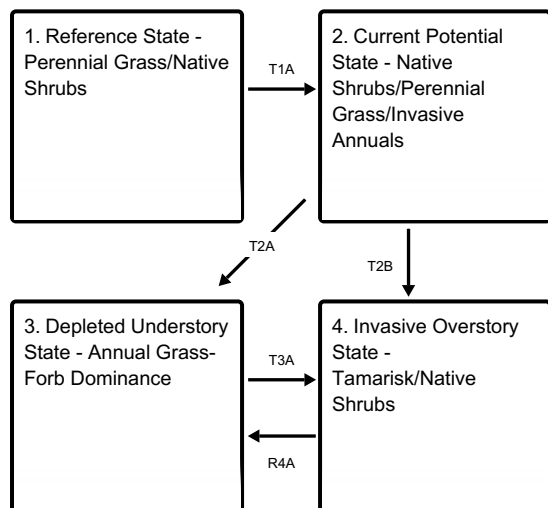 1. Reference State -
Perennial Grass/Native
Shrubs
T1A
2. Current Potential
State - Native
Shrubs/Perennial
Grass/Invasive
Annuals
T2A
T2B
3. Depleted Understory
State - Annual Grass-
Forb Dominance
T3A
R4A
4. Invasive Overstory
State -
Tamarisk/Native
Shrubs